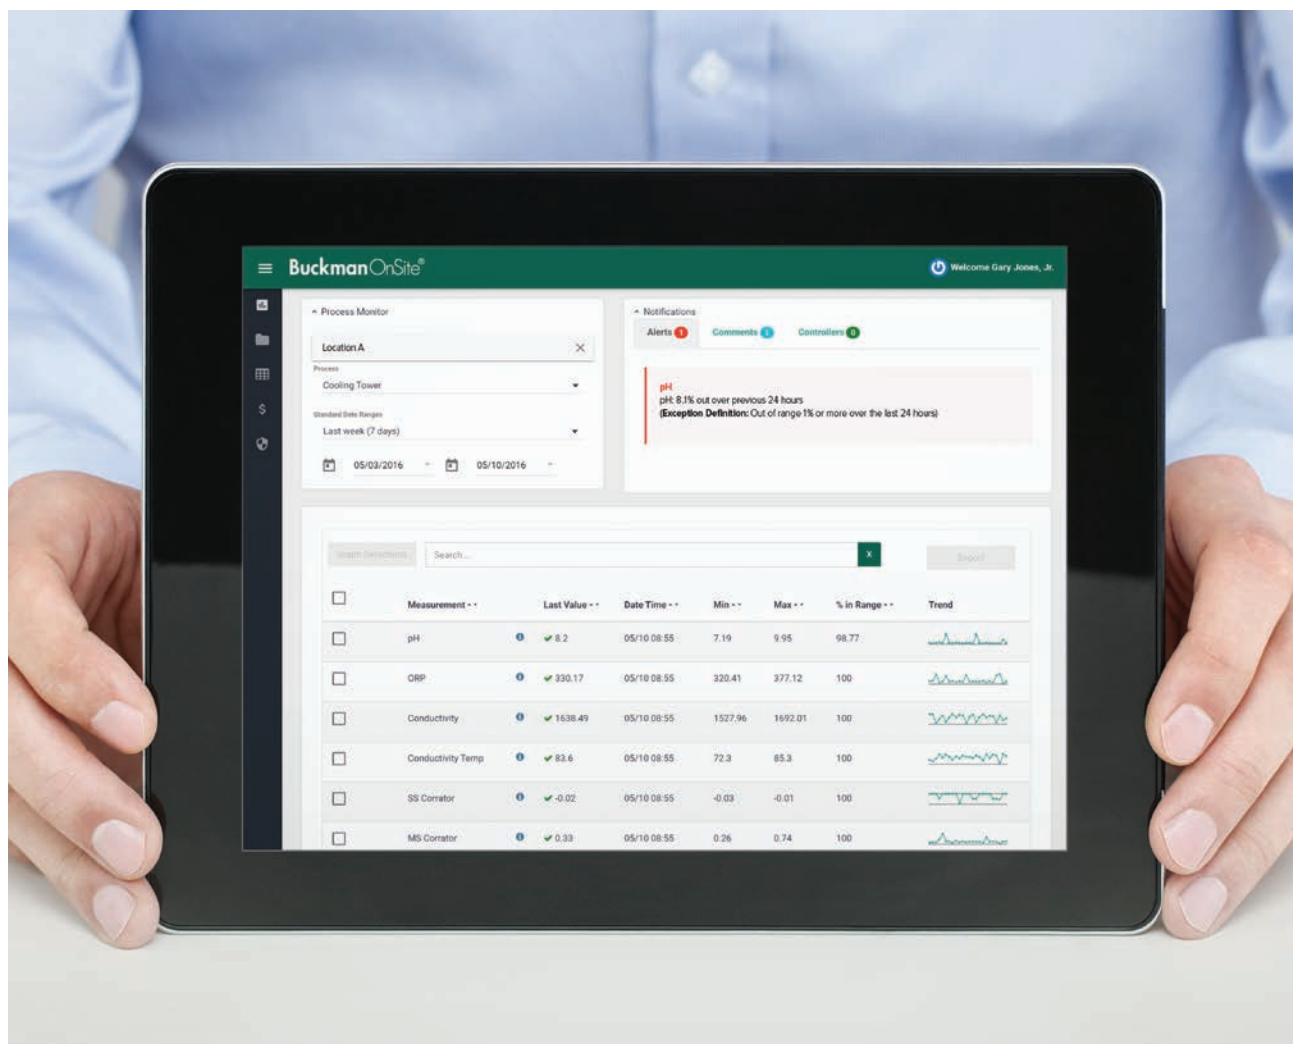 Buckman OnSite®
Welcome Gary Jones, Jr.
Process Monitor
Location A
Process
Cooling Tower
Standard Date Ranges
Last week (7 days)
05/03/2016 - 05/10/2016
Notifications
Alerts 1 Comments Controllers 0
pH
pH: 8.1% out over previous 24 hours
(Exception Definition: Out of range 1% or more over the last 24 hours)
Search... X Export
Measurement Last Value Date Time Min Max % in Range Trend
pH 8.2 05/10 08:55 7.19 9.95 98.77
ORP 330.17 05/10 08:55 320.41 377.12 100
Conductivity 1638.49 05/10 08:55 1527.96 1692.01 100
Conductivity Temp 83.6 05/10 08:55 72.3 85.3 100
SS Corrator -0.02 05/10 08:55 -0.03 -0.01 100
MS Corrator 0.33 05/10 08:55 0.26 0.74 100